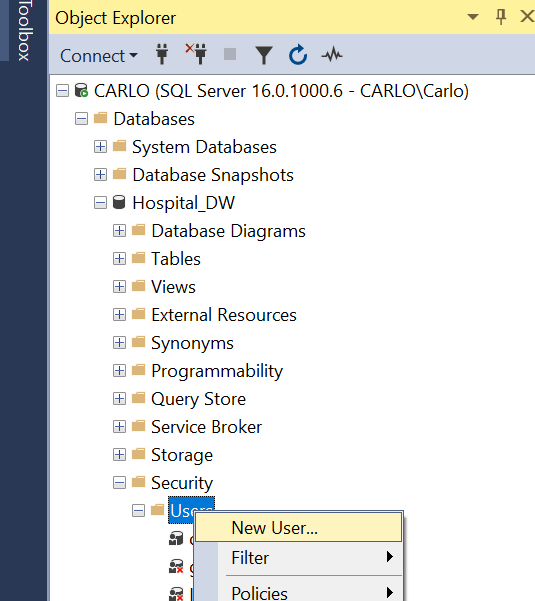 Toolbox
Object Explorer
Connect
CARLO (SQL Server 16.0.1000.6 - CARLO\Carlo)
Databases
System Databases
Database Snapshots
Hospital_DW
Database Diagrams
Tables
Views
External Resources
Synonyms
Programmability
Query Store
Service Broker
Storage
Security
Users
New User...
Filter
Policies